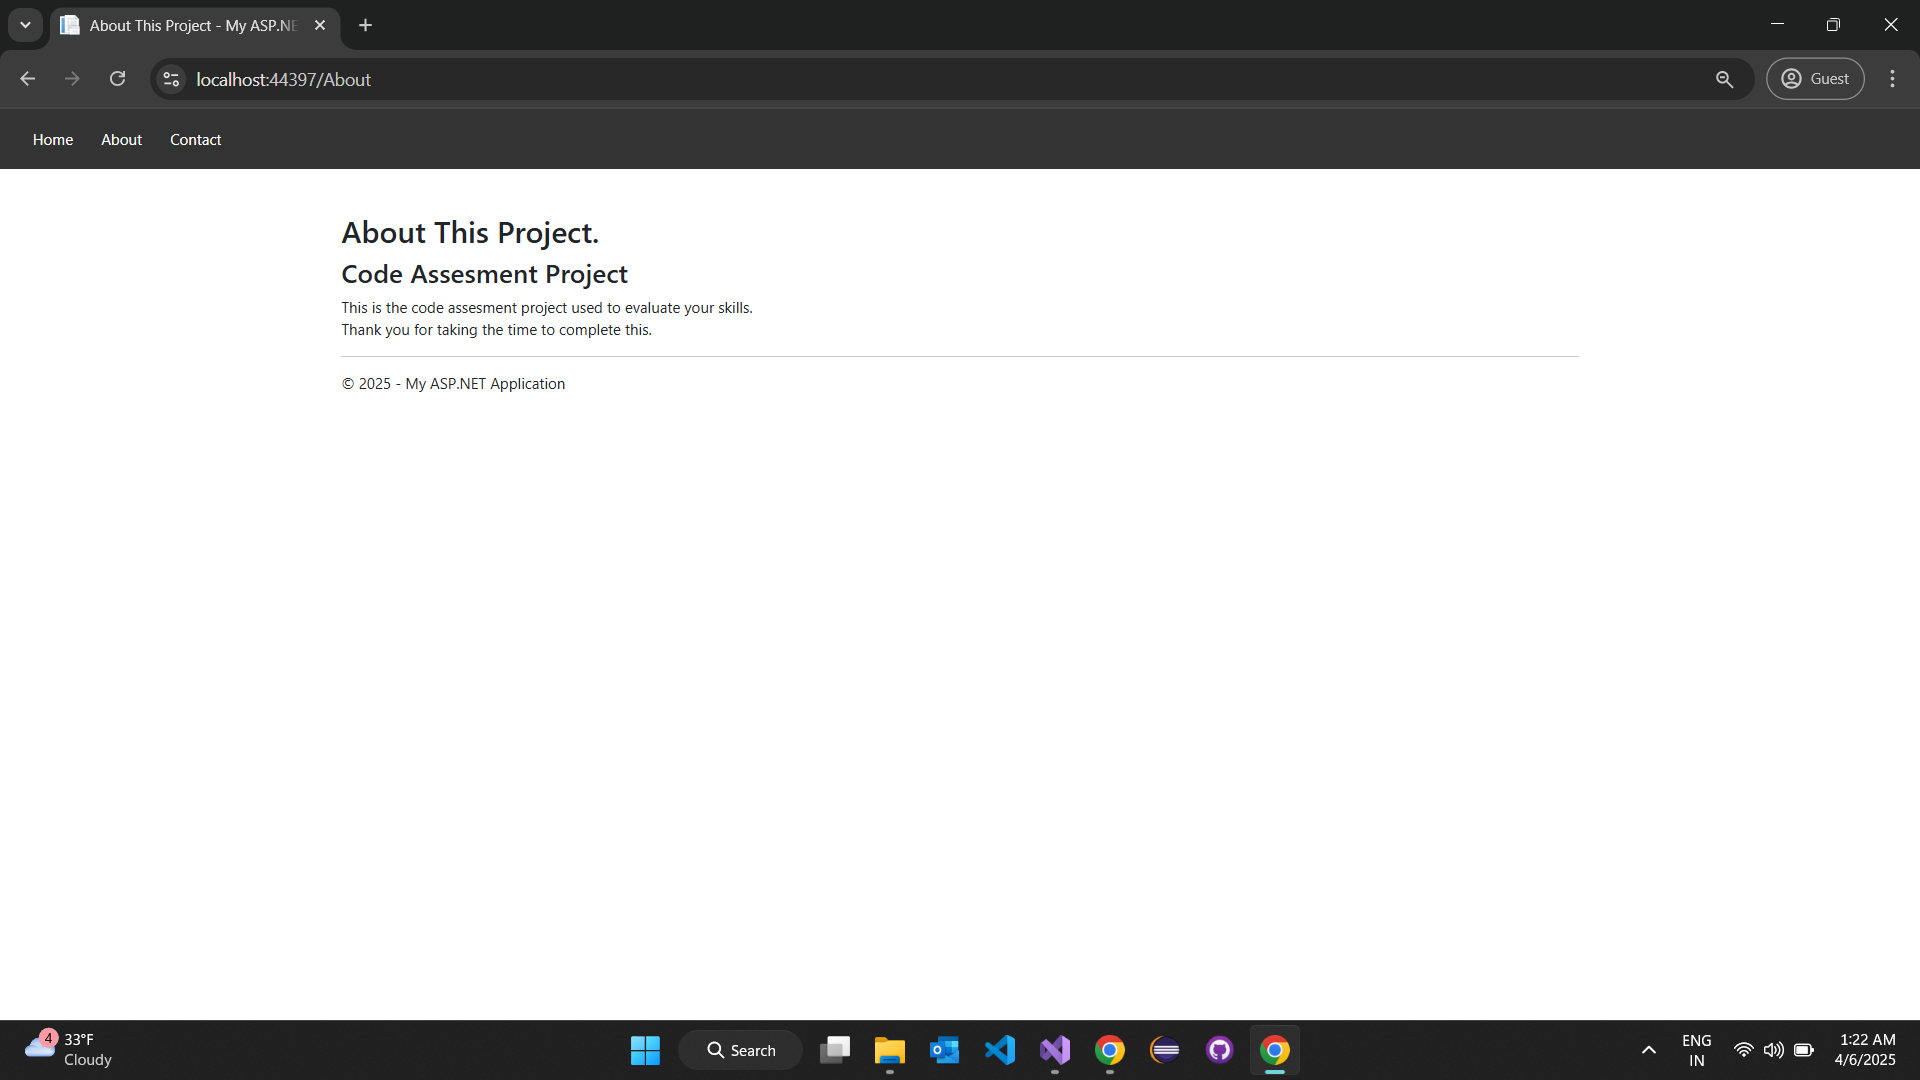 About This Project - My ASP.NE
localhost:44397/About
Guest
Home About Contact
About This Project.
Code Assesment Project
This is the code assesment project used to evaluate your skills.
Thank you for taking the time to complete this.
© 2025 - My ASP.NET Application
4
33°F
Cloudy
Search
ENG
IN
1:22 AM
4/6/2025